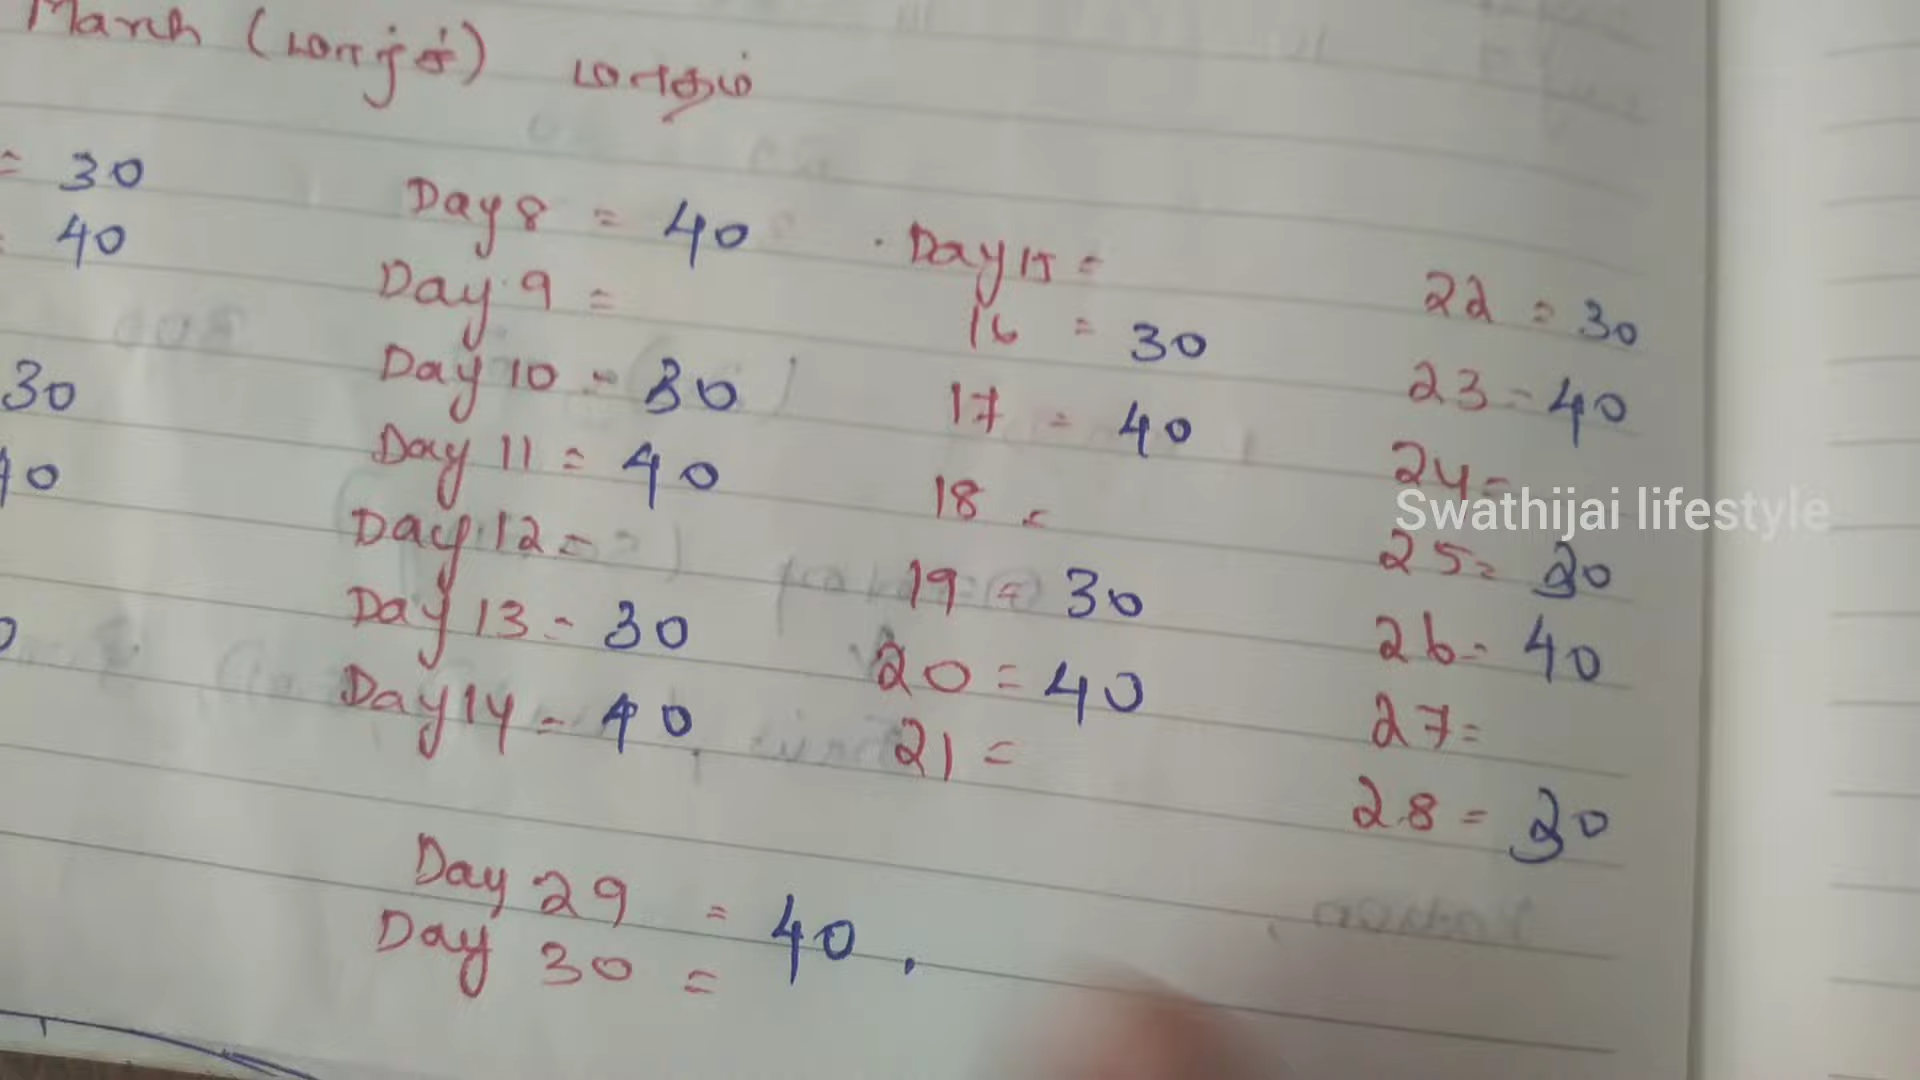 March (மார்ச்) மாதம்
= 30
= 40
30
40
0
Day 8 = 40
Day 9 =
Day 10 = 30
Day 11 = 40
Day 12 =
Day 13 = 30
Day 14 = 40
Day 15 =
16 = 30
17 = 40
18 =
19 = 30
20 = 40
21 =
22 = 30
23 = 40
24 =
25 = 30
26 = 40
27 =
28 = 30
Day 29 = 40.
Day 30 =
Swathijai lifestyle